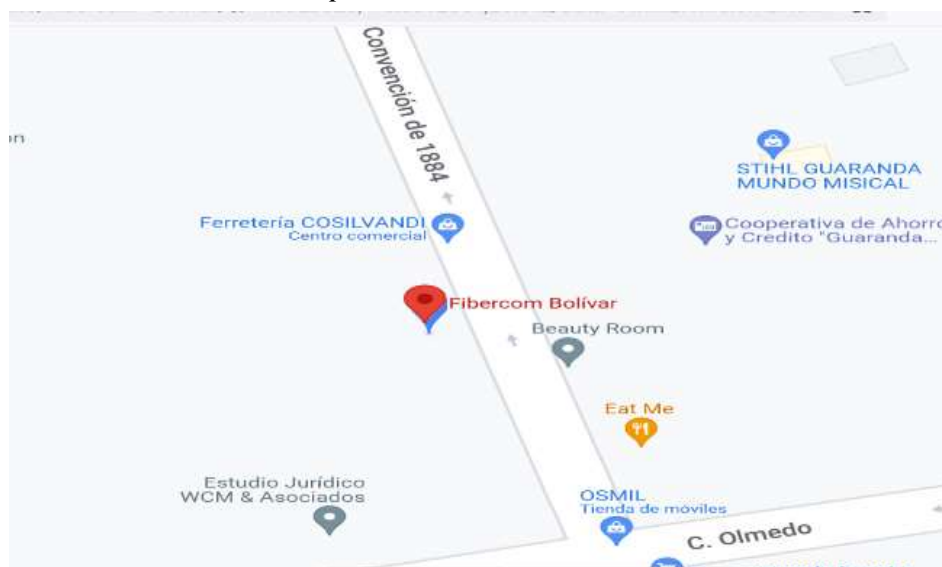 Convención de 1884
on
STIHL GUARANDA
MUNDO MISICAL
Ferretería COSILVANDI
Centro comercial
Cooperativa de Ahorro
y Credito "Guaranda...
Fibercom Bolívar
Beauty Room
Eat Me
Estudio Jurídico
WCM & Asociados
OSMIL
Tienda de móviles
C. Olmedo